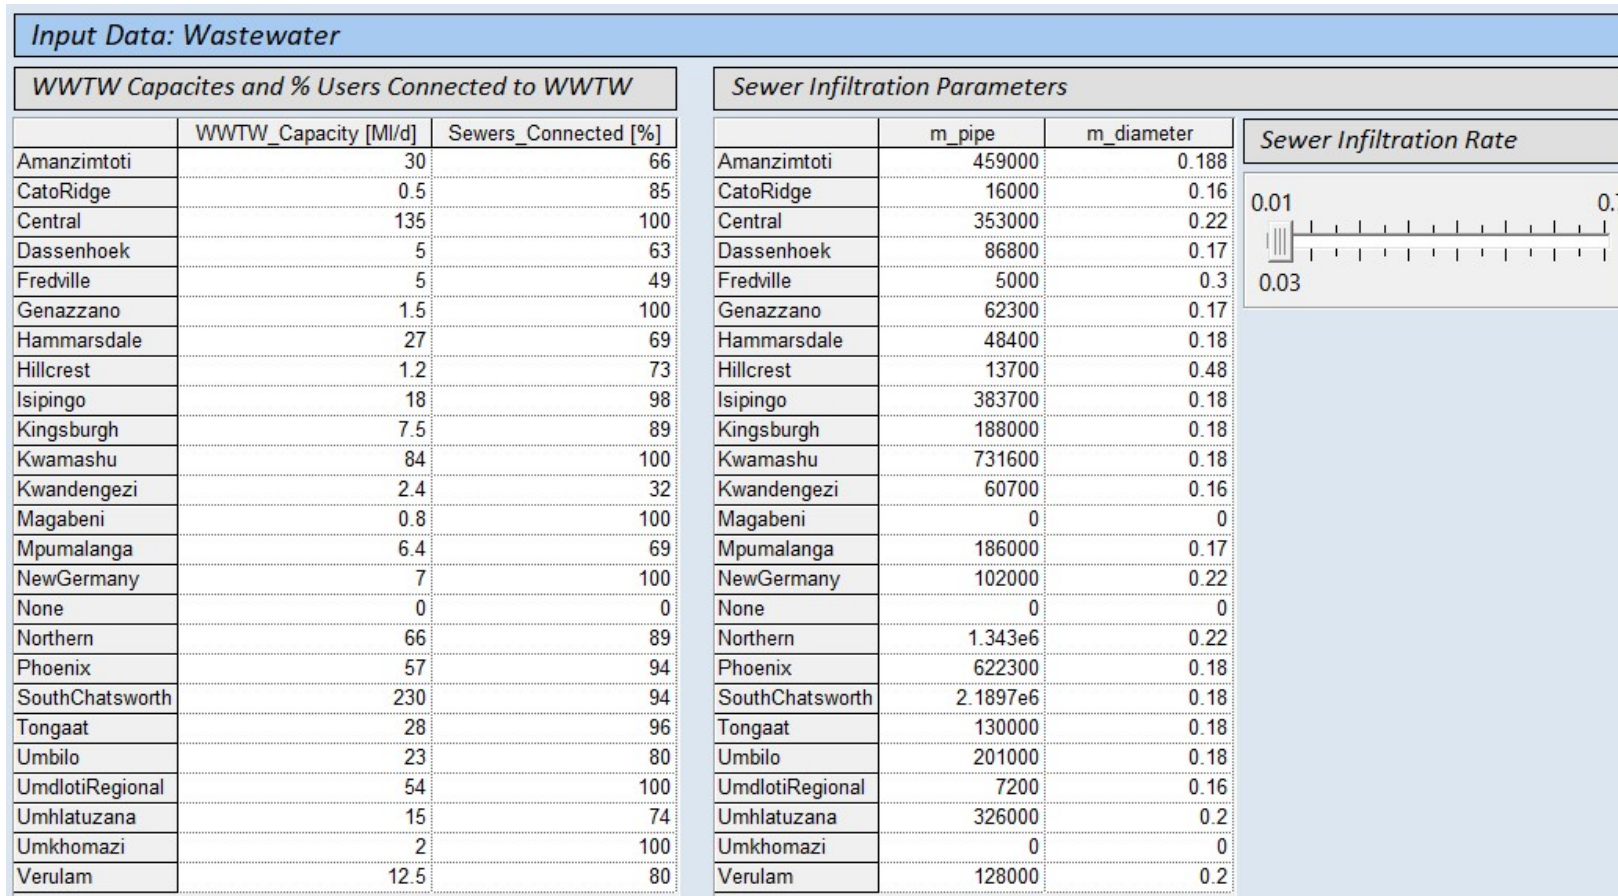 Input Data: Wastewater
WWTW Capacites and % Users Connected to WWTW
WWTW_Capacity [Ml/d] Sewers_Connected [%]
Amanzimtoti 30 66
CatoRidge 0.5 85
Central 135 100
Dassenhoek 5 63
Fredville 5 49
Genazzano 1.5 100
Hammarsdale 27 69
Hillcrest 1.2 73
Isipingo 18 98
Kingsburgh 7.5 89
Kwamashu 84 100
Kwandengezi 2.4 32
Magabeni 0.8 100
Mpumalanga 6.4 69
NewGermany 7 100
None 0 0
Northern 66 89
Phoenix 57 94
SouthChatsworth 230 94
Tongaat 28 96
Umbilo 23 80
UmdlotiRegional 54 100
Umhlatuzana 15 74
Umkhomazi 2 100
Verulam 12.5 80
Sewer Infiltration Parameters
m_pipe m_diameter
Amanzimtoti 459000 0.188
CatoRidge 16000 0.16
Central 353000 0.22
Dassenhoek 86800 0.17
Fredville 5000 0.3
Genazzano 62300 0.17
Hammarsdale 48400 0.18
Hillcrest 13700 0.48
Isipingo 383700 0.18
Kingsburgh 188000 0.18
Kwamashu 731600 0.18
Kwandengezi 60700 0.16
Magabeni 0 0
Mpumalanga 186000 0.17
NewGermany 102000 0.22
None 0 0
Northern 1.343e6 0.22
Phoenix 622300 0.18
SouthChatsworth 2.1897e6 0.18
Tongaat 130000 0.18
Umbilo 201000 0.18
UmdlotiRegional 7200 0.16
Umhlatuzana 326000 0.2
Umkhomazi 0 0
Verulam 128000 0.2
Sewer Infiltration Rate
0.01
0.03